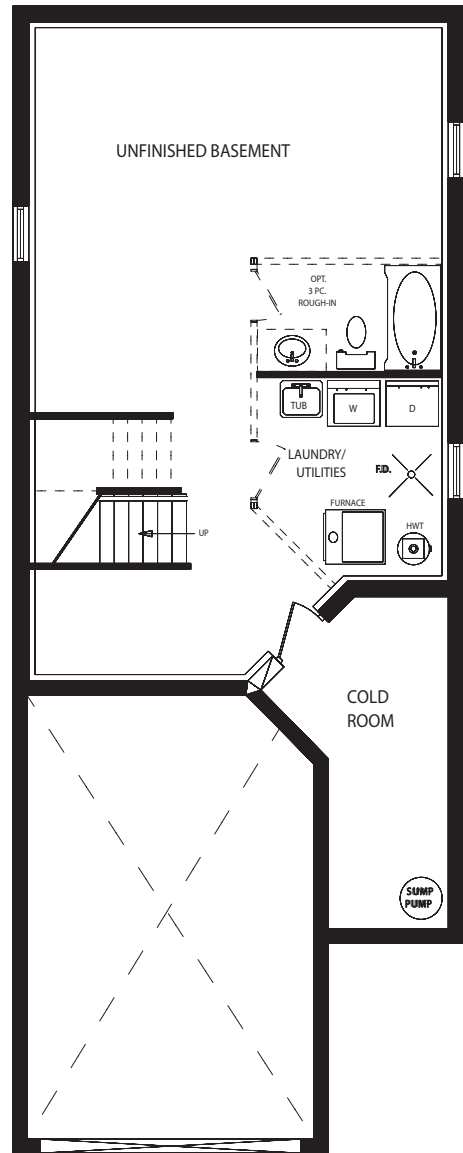 UNFINISHED BASEMENT
OPT.
3 PC.
ROUGH-IN
TUB
W
D
LAUNDRY/
UTILITIES
F.D.
FURNACE
HWT
UP
COLD
ROOM
SUMP
PUMP